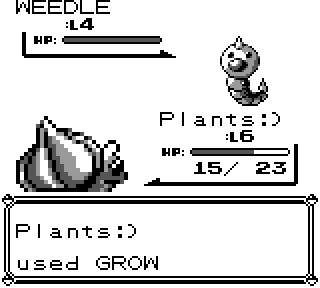 WEEDLE
:L4
HP:
Plants:)
:L6
HP:
15/ 23
Plants:)
used GROW